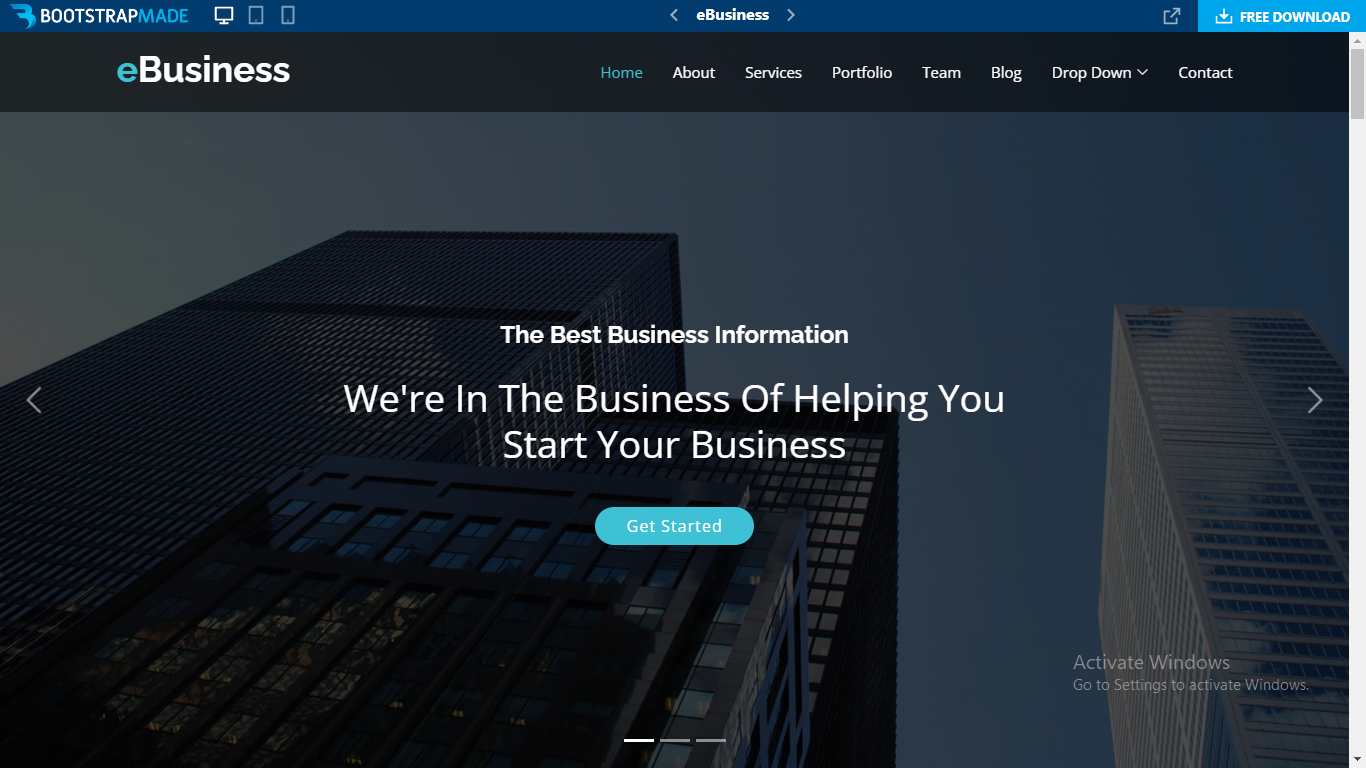 BOOTSTRAPMADE
eBusiness
FREE DOWNLOAD
eBusiness
Home
About
Services
Portfolio
Team
Blog
Drop Down
Contact
The Best Business Information
We're In The Business Of Helping You
Start Your Business
Get Started
Activate Windows
Go to Settings to activate Windows.